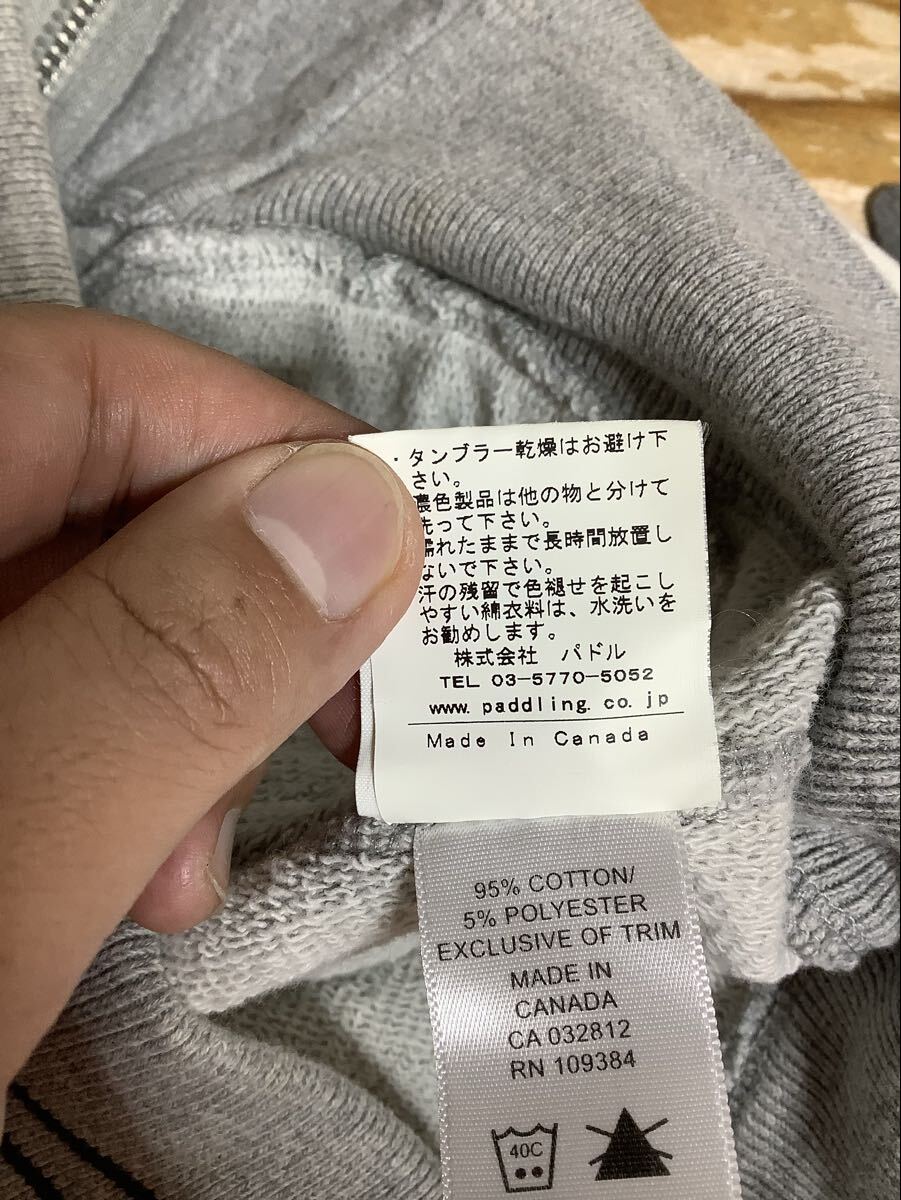 ・タンブラー乾燥はお避け下
さい。
濃色製品は他の物と分けて
洗って下さい。
濡れたままで長時間放置し
ないで下さい。
汗の残留で色褪せを起こし
やすい綿衣料は、水洗いを
お勧めします。
株式会社　パドル
TEL 03-5770-5052
www.paddling.co.jp
Made In Canada
95% COTTON/
5% POLYESTER
EXCLUSIVE OF TRIM
MADE IN
CANADA
CA 032812
RN 109384
40C